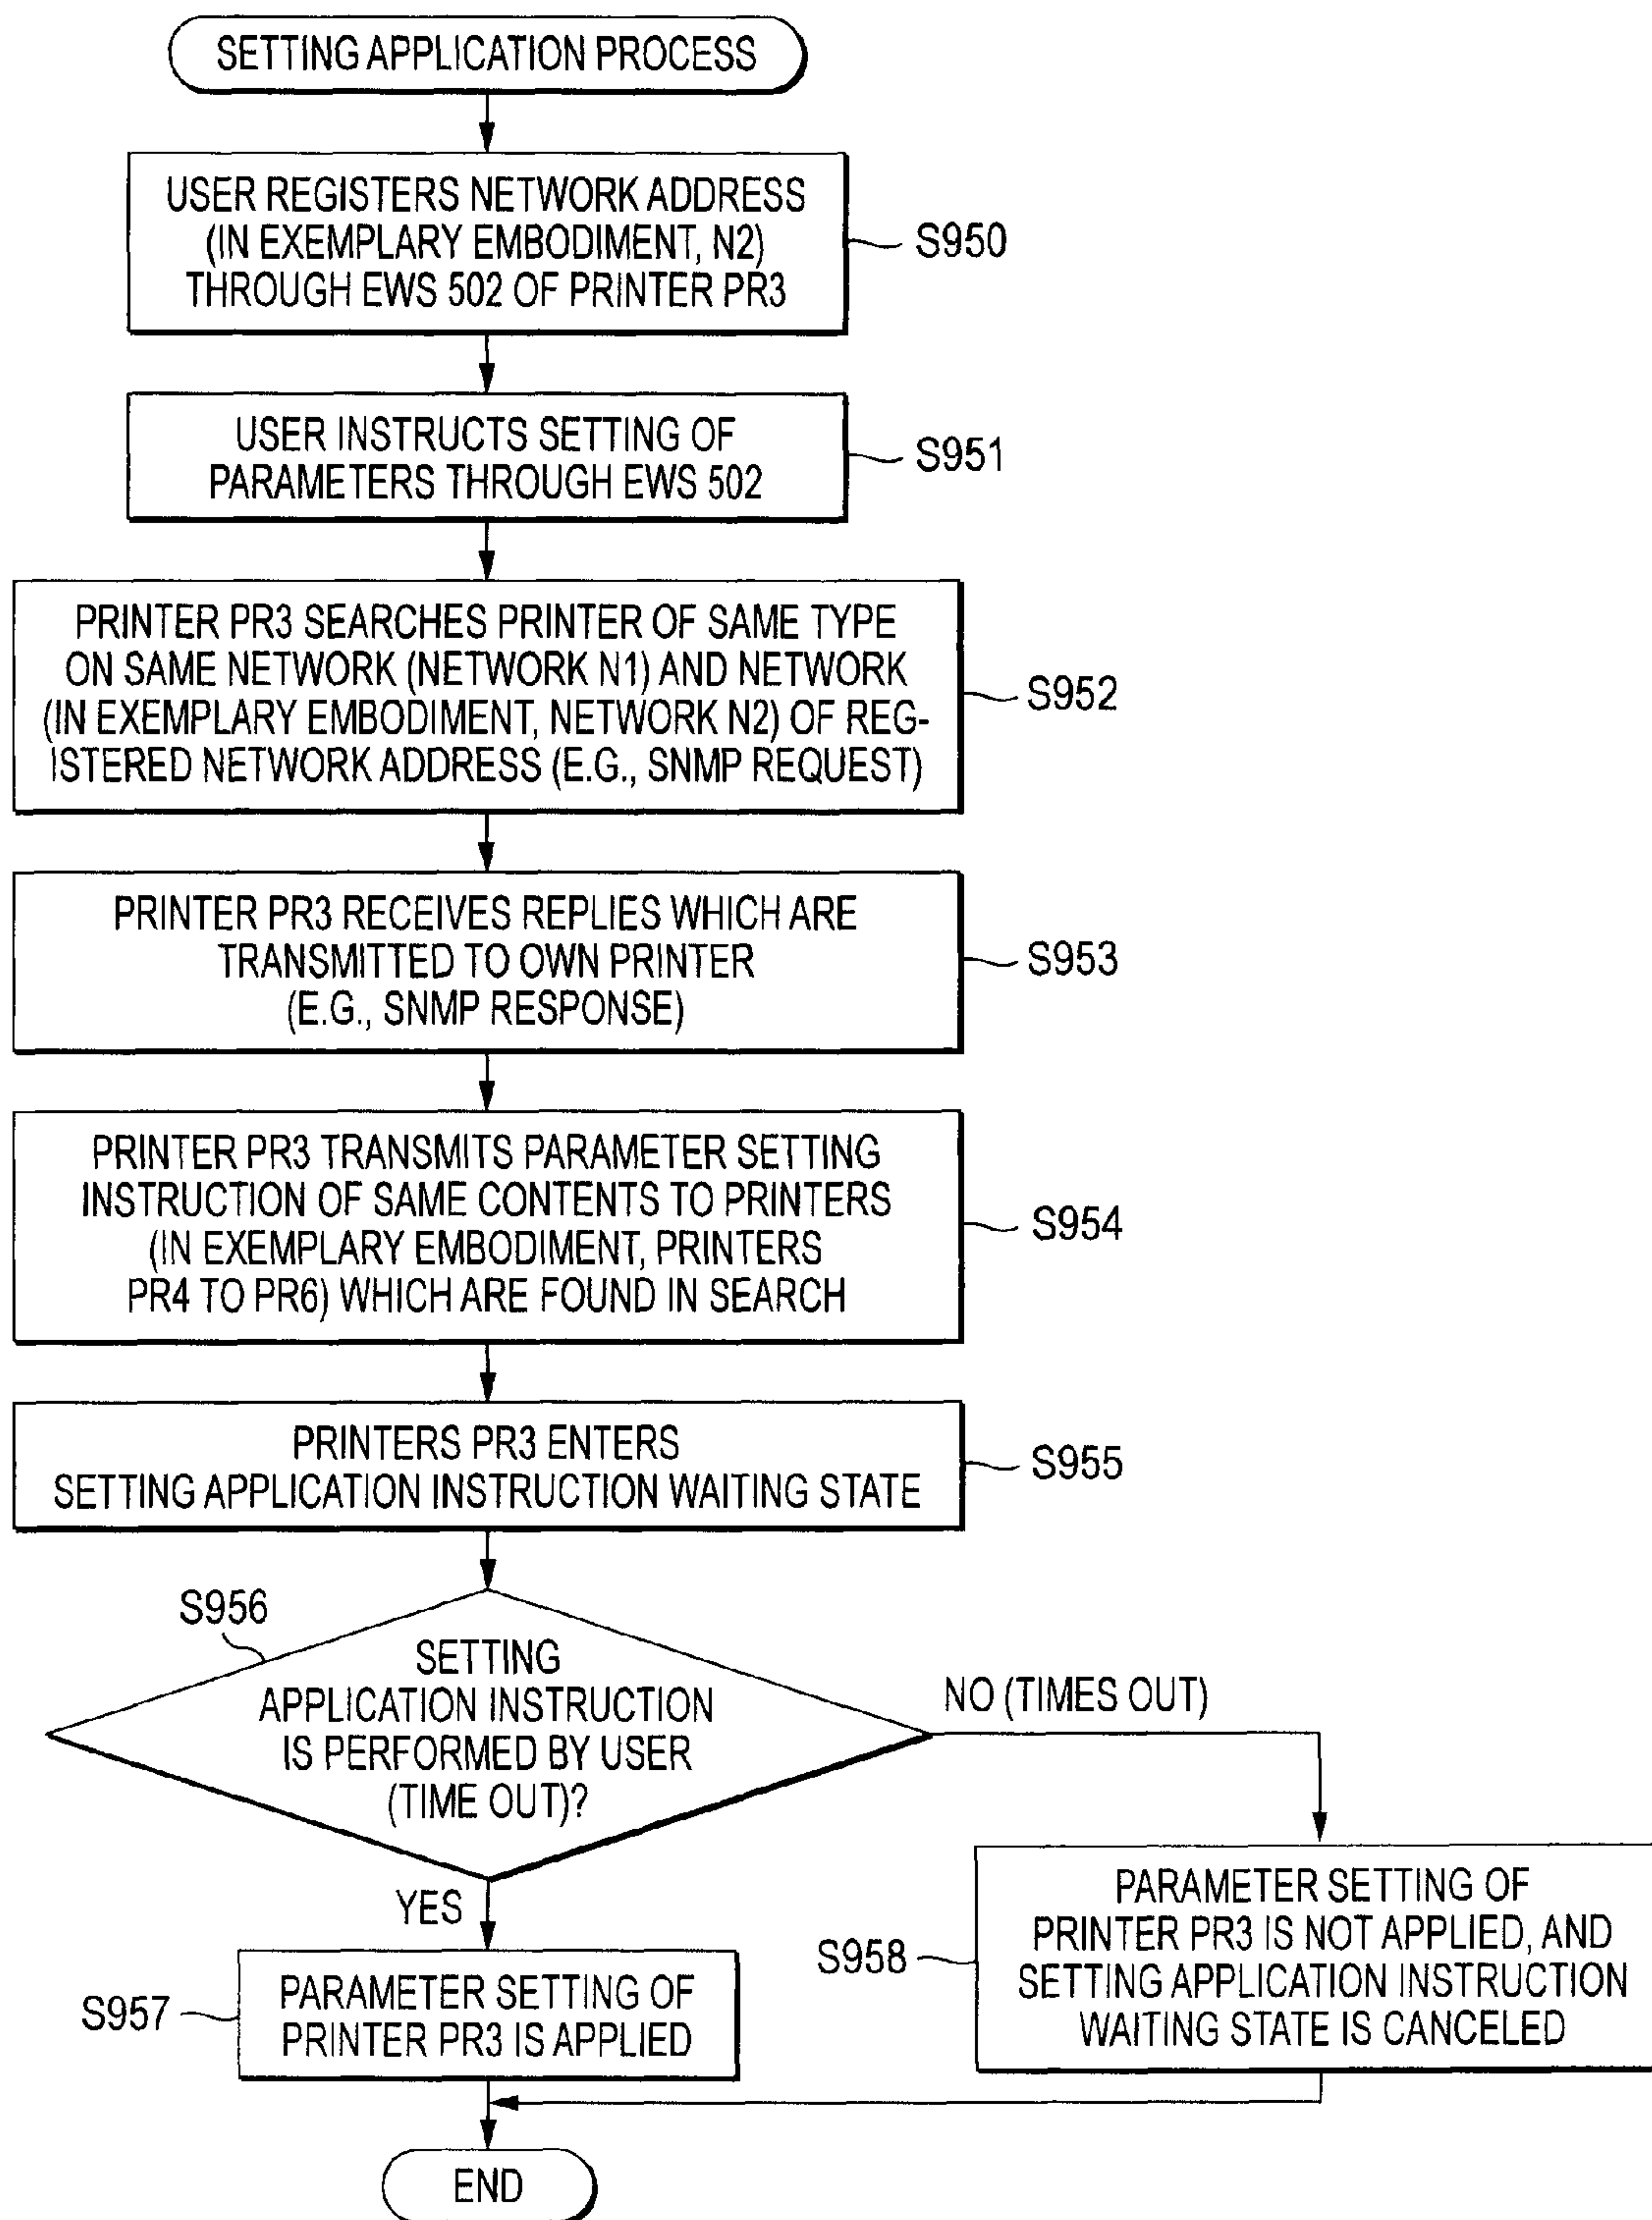 SETTING APPLICATION PROCESS
USER REGISTERS NETWORK ADDRESS
(IN EXEMPLARY EMBODIMENT, N2)
THROUGH EWS 502 OF PRINTER PR3
S950
USER INSTRUCTS SETTING OF
PARAMETERS THROUGH EWS 502
S951
PRINTER PR3 SEARCHES PRINTER OF SAME TYPE
ON SAME NETWORK (NETWORK N1) AND NETWORK
(IN EXEMPLARY EMBODIMENT, NETWORK N2) OF REG-
ISTERED NETWORK ADDRESS (E.G., SNMP REQUEST)
S952
PRINTER PR3 RECEIVES REPLIES WHICH ARE
TRANSMITTED TO OWN PRINTER
(E.G., SNMP RESPONSE)
S953
PRINTER PR3 TRANSMITS PARAMETER SETTING
INSTRUCTION OF SAME CONTENTS TO PRINTERS
(IN EXEMPLARY EMBODIMENT, PRINTERS
PR4 TO PR6) WHICH ARE FOUND IN SEARCH
S954
PRINTERS PR3 ENTERS
SETTING APPLICATION INSTRUCTION WAITING STATE
S955
S956
SETTING
APPLICATION INSTRUCTION
IS PERFORMED BY USER
(TIME OUT)?
NO (TIMES OUT)
YES
PARAMETER SETTING OF
PRINTER PR3 IS NOT APPLIED, AND
SETTING APPLICATION INSTRUCTION
WAITING STATE IS CANCELED
S958
S957
PARAMETER SETTING OF
PRINTER PR3 IS APPLIED
END